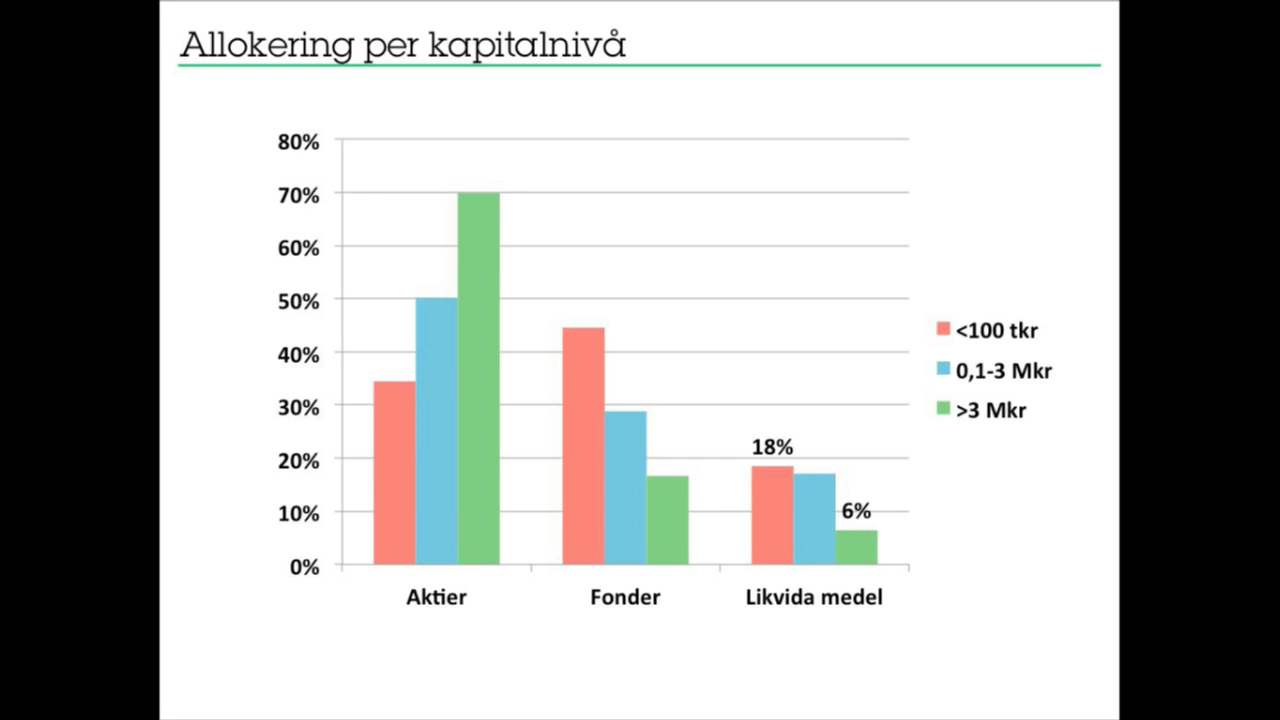 Allokering per kapitalnivå
80%
70%
60%
50%
40%
30%
20%
10%
0%
18%
6%
Aktier
Fonder
Likvida medel
<100 tkr
0,1-3 Mkr
>3 Mkr